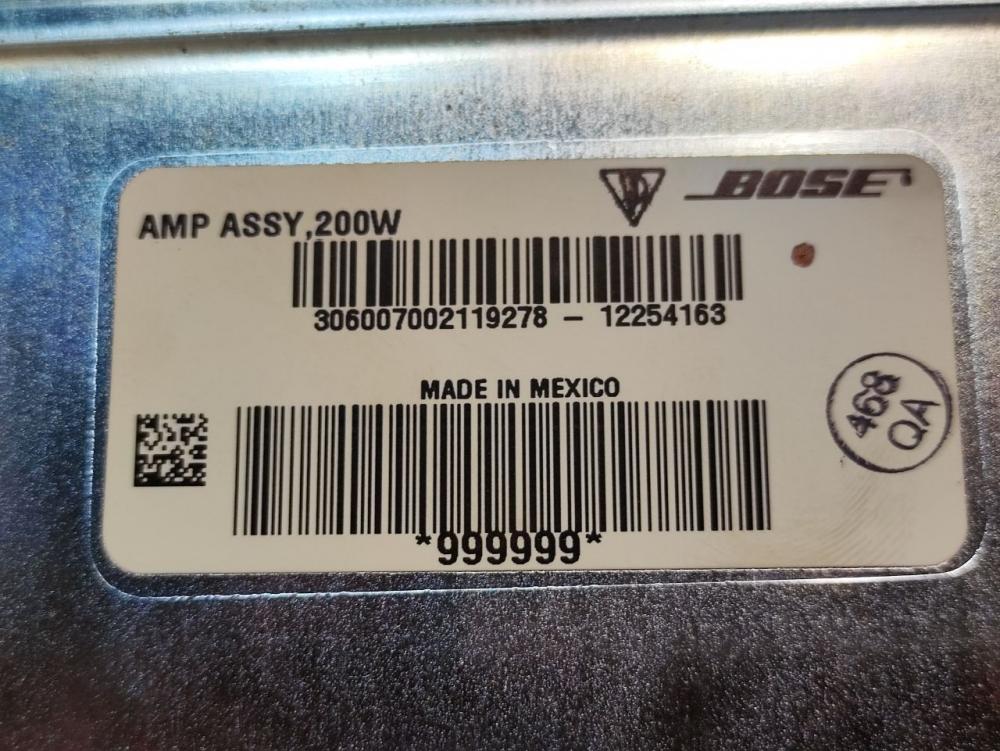 BOSE
AMP ASSY,200W
306007002119278 – 12254163
MADE IN MEXICO
*999999*
468
QA